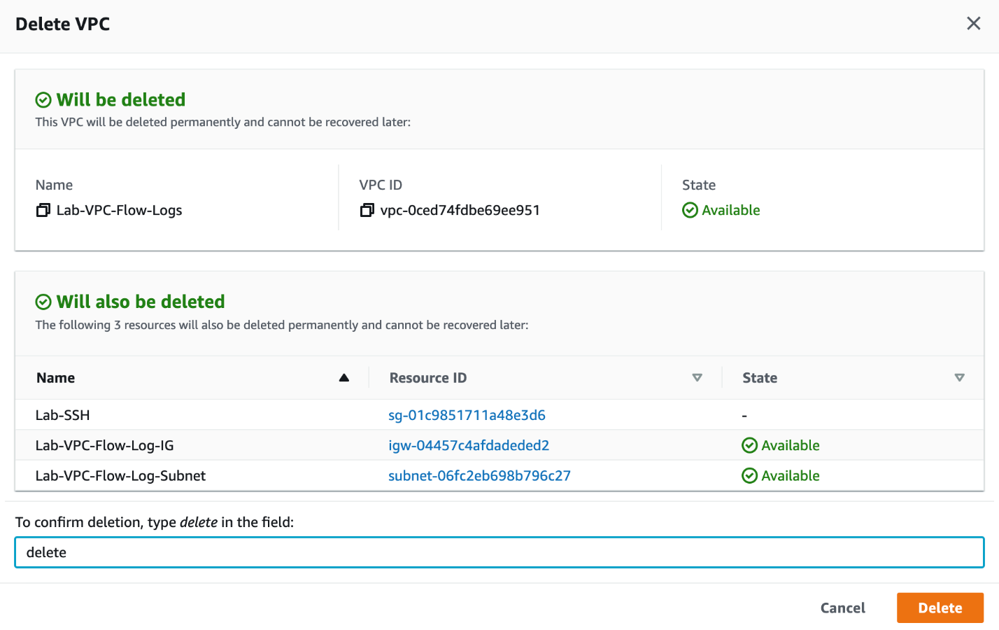 Delete VPC
Will be deleted
This VPC will be deleted permanently and cannot be recovered later:
Name VPC ID State
Lab-VPC-Flow-Logs vpc-0ced74fdbe69ee951 Available
Will also be deleted
The following 3 resources will also be deleted permanently and cannot be recovered later:
Name Resource ID State
Lab-SSH sg-01c9851711a48e3d6 -
Lab-VPC-Flow-Log-IG igw-04457c4afdadeded2 Available
Lab-VPC-Flow-Log-Subnet subnet-06fc2eb698b796c27 Available
To confirm deletion, type delete in the field:
delete
Cancel Delete